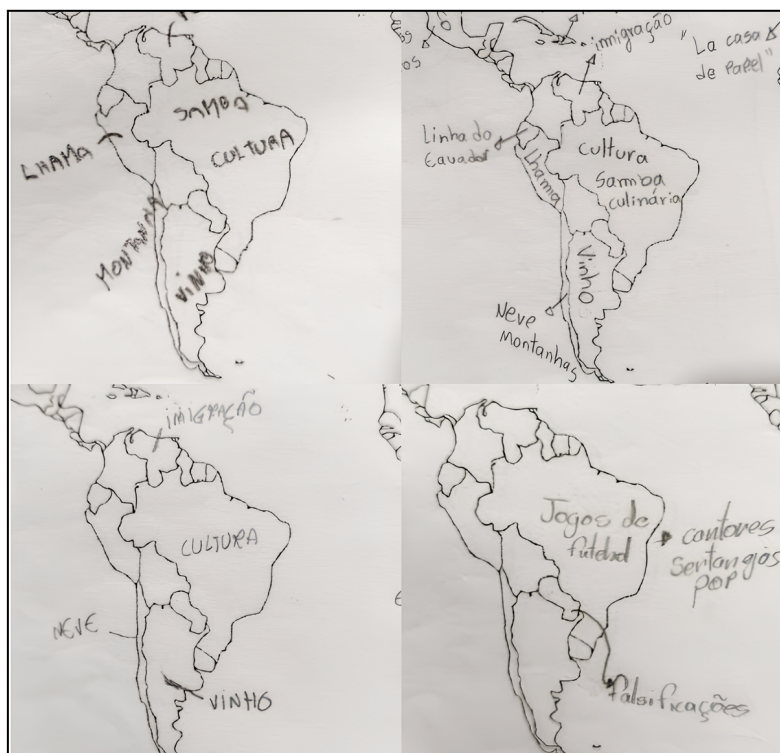 SAMBA
CULTURA
LHAMA
MONTANHA
VINHO
imigração
"La casa
de Papel"
os
Linha do
Equador
Lhama
cultura
Samba
culinária
Vinho
Neve
Montanhas
IMIGRAÇÃO
CULTURA
NEVE
VINHO
Jogos de
futebol
cantores
Sertanejos
POP
falsificações